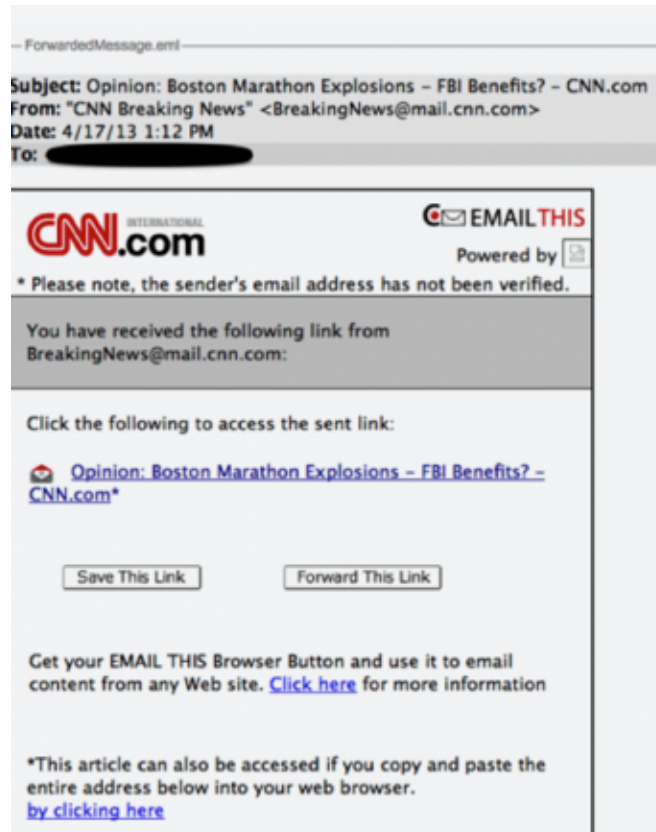 ForwardedMessage.eml
Subject: Opinion: Boston Marathon Explosions – FBI Benefits? – CNN.com
From: "CNN Breaking News" <BreakingNews@mail.cnn.com>
Date: 4/17/13 1:12 PM
To:
CNN.com INTERNATIONAL
EMAIL THIS
Powered by
* Please note, the sender's email address has not been verified.
You have received the following link from
BreakingNews@mail.cnn.com:
Click the following to access the sent link:
Opinion: Boston Marathon Explosions – FBI Benefits? –
CNN.com*
Save This Link Forward This Link
Get your EMAIL THIS Browser Button and use it to email
content from any Web site. Click here for more information
*This article can also be accessed if you copy and paste the
entire address below into your web browser.
by clicking here